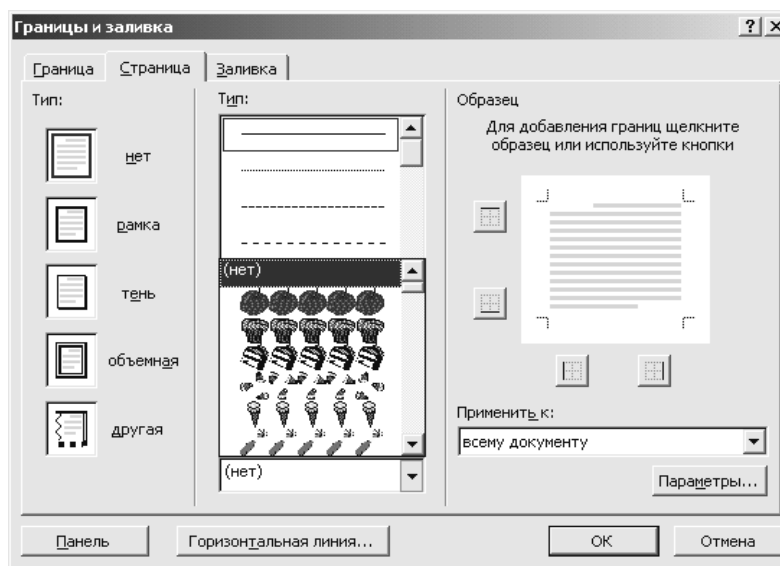 Границы и заливка
Граница
Страница
Заливка
Тип:
нет
рамка
тень
объемная
другая
Тип:
(нет)
(нет)
Образец
Для добавления границ щелкните
образец или используйте кнопки
Применить к:
всему документу
Параметры...
Панель
Горизонтальная линия...
ОК
Отмена